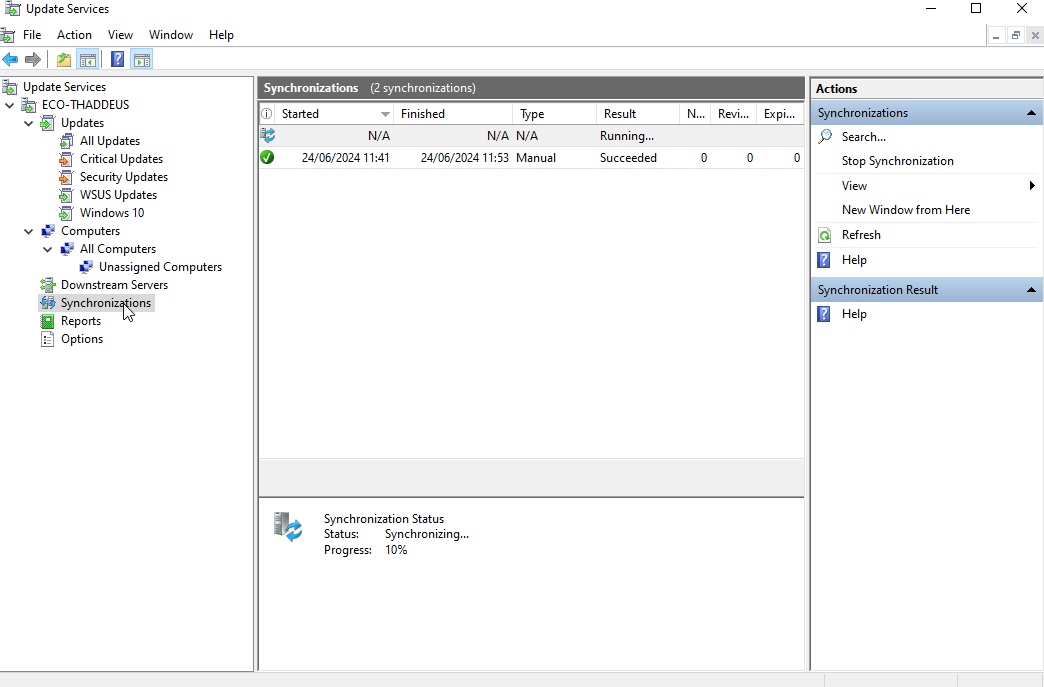 Update Services
File Action View Window Help
Update Services
ECO-THADDEUS
Updates
All Updates
Critical Updates
Security Updates
WSUS Updates
Windows 10
Computers
All Computers
Unassigned Computers
Downstream Servers
Synchronizations
Reports
Options
Synchronizations (2 synchronizations)
Started Finished Type Result N... Revi... Expi...
N/A N/A N/A Running...
24/06/2024 11:41 24/06/2024 11:53 Manual Succeeded 0 0 0
Synchronization Status
Status: Synchronizing...
Progress: 10%
Actions
Synchronizations
Search...
Stop Synchronization
View
New Window from Here
Refresh
Help
Synchronization Result
Help